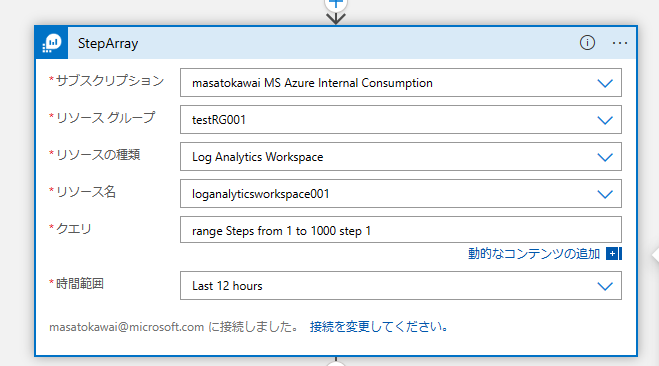 StepArray
*サブスクリプション masatokawai MS Azure Internal Consumption
*リソース グループ testRG001
*リソースの種類 Log Analytics Workspace
*リソース名 loganalyticsworkspace001
*クエリ range Steps from 1 to 1000 step 1
動的なコンテンツの追加
*時間範囲 Last 12 hours
masatokawai@microsoft.com に接続しました。 接続を変更してください。